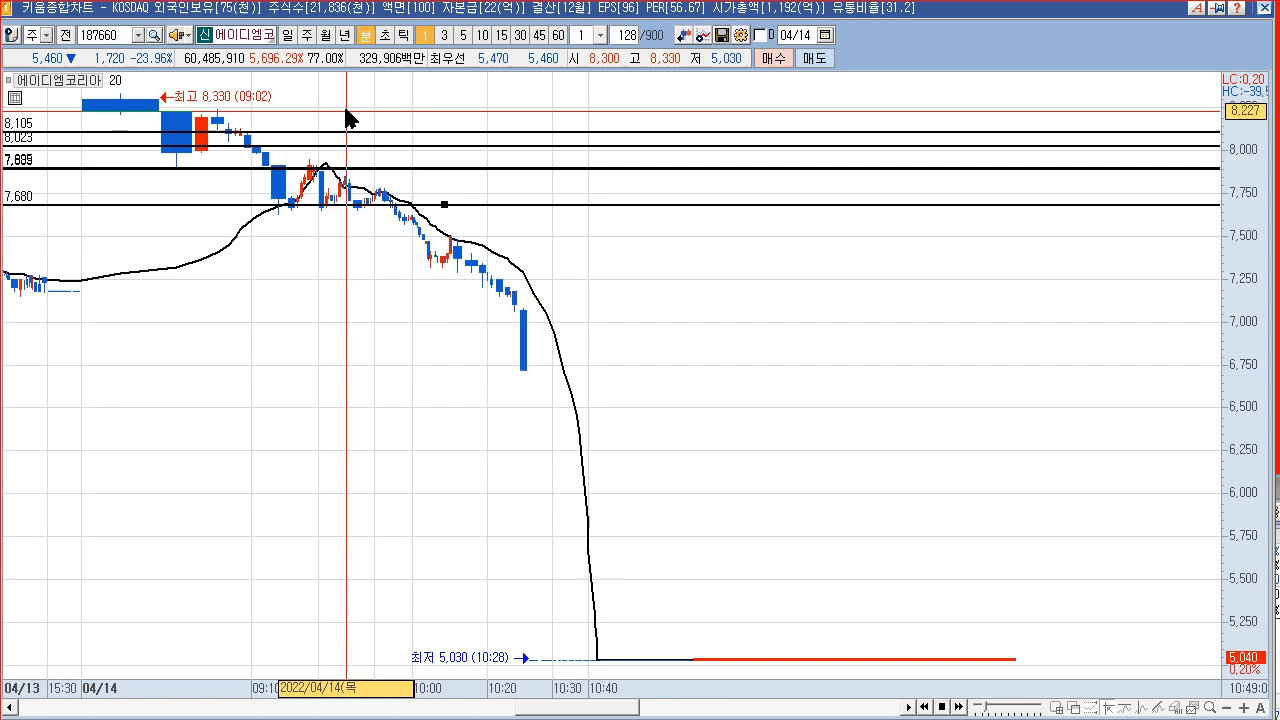 키움종합차트 - KOSDAQ 외국인보유[75(천)] 주식수[21,836(천)] 액면[100] 자본금[22(억)] 결산[12월] EPS[96] PER[56.67] 시가총액[1,192(억)] 유통비율[31.2]
주 전 187660 신 에이디엠코 일 주 월 년 분 초 틱 1 3 5 10 15 30 45 60 1 /900 D 04/14
5,460 ▼ 1,720 -23.96% 60,485,910 5,696.29% 77.00% 329,906백만 최우선 5,470 5,460 시 8,300 고 8,330 저 5,030 매수 매도
에이디엠코리아 20
LC:0,20
HC:-39,5
최고 8,330 (09:02)
8,227
8,105
8,023
8,000
7,750
7,680
7,500
7,250
7,000
6,750
6,500
6,250
6,000
5,750
5,500
5,250
최저 5,030 (10:28)
5,040
0,20%
04/13 15:30 04/14 09:10 2022/04/14(목 10:00 10:20 10:30 10:40 10:49:0
A